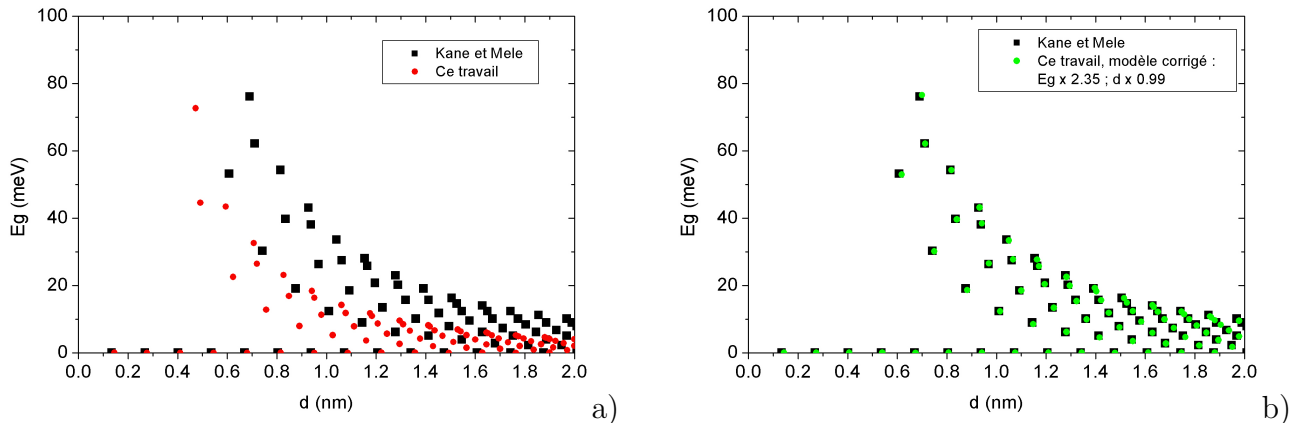 100
80
60
40
20
0
Eg (meV)
0.0 0.2 0.4 0.6 0.8 1.0 1.2 1.4 1.6 1.8 2.0
d (nm)
Kane et Mele
Ce travail
a)
100
80
60
40
20
0
Eg (meV)
0.0 0.2 0.4 0.6 0.8 1.0 1.2 1.4 1.6 1.8 2.0
d (nm)
Kane et Mele
Ce travail, modèle corrigé :
Eg x 2.35 ; d x 0.99
b)